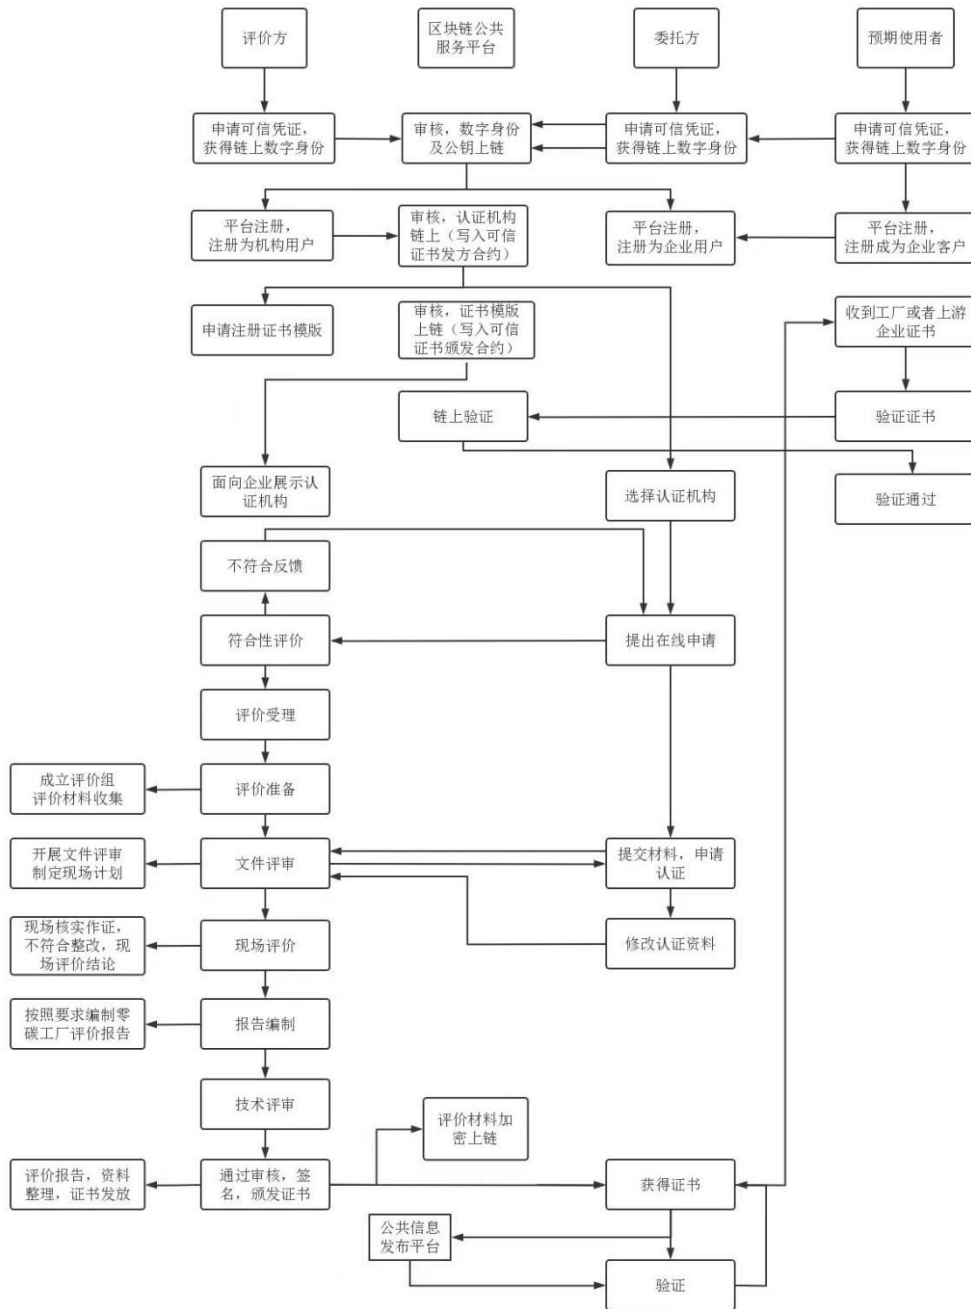 评价方
区块链公共
服务平台
委托方
预期使用者
申请可信凭证，
获得链上数字身份
审核，数字身份
及公钥上链
申请可信凭证，
获得链上数字身份
申请可信凭证，
获得链上数字身份
平台注册，
注册为机构用户
审核，认证机构
链上（写入可信
证书发方合约）
平台注册，
注册为企业用户
平台注册，
注册成为企业客户
申请注册证书模版
审核，证书模版
上链（写入可信
证书颁发合约）
收到工厂或者上游
企业证书
链上验证
验证证书
面向企业展示认
证机构
选择认证机构
验证通过
不符合反馈
符合性评价
提出在线申请
评价受理
成立评价组
评价材料收集
评价准备
开展文件评审
制定现场计划
文件评审
提交材料，申请
认证
现场核实作证，
不符合整改，现
场评价结论
现场评价
修改认证资料
按照要求编制零
碳工厂评价报告
报告编制
技术评审
评价材料加
密上链
评价报告，资料
整理，证书发放
通过审核，签
名，颁发证书
获得证书
公共信息
发布平台
验证